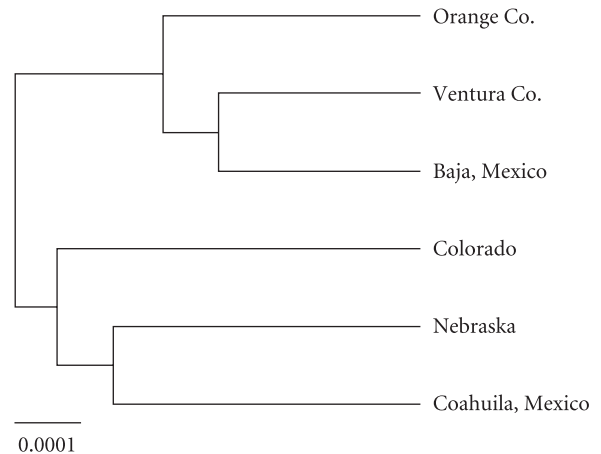 Orange Co.
Ventura Co.
Baja, Mexico
Colorado
Nebraska
Coahuila, Mexico
0.0001